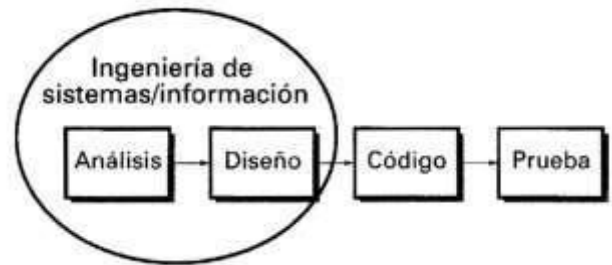 Ingeniería de
sistemas/información
Análisis
Diseño
Código
Prueba